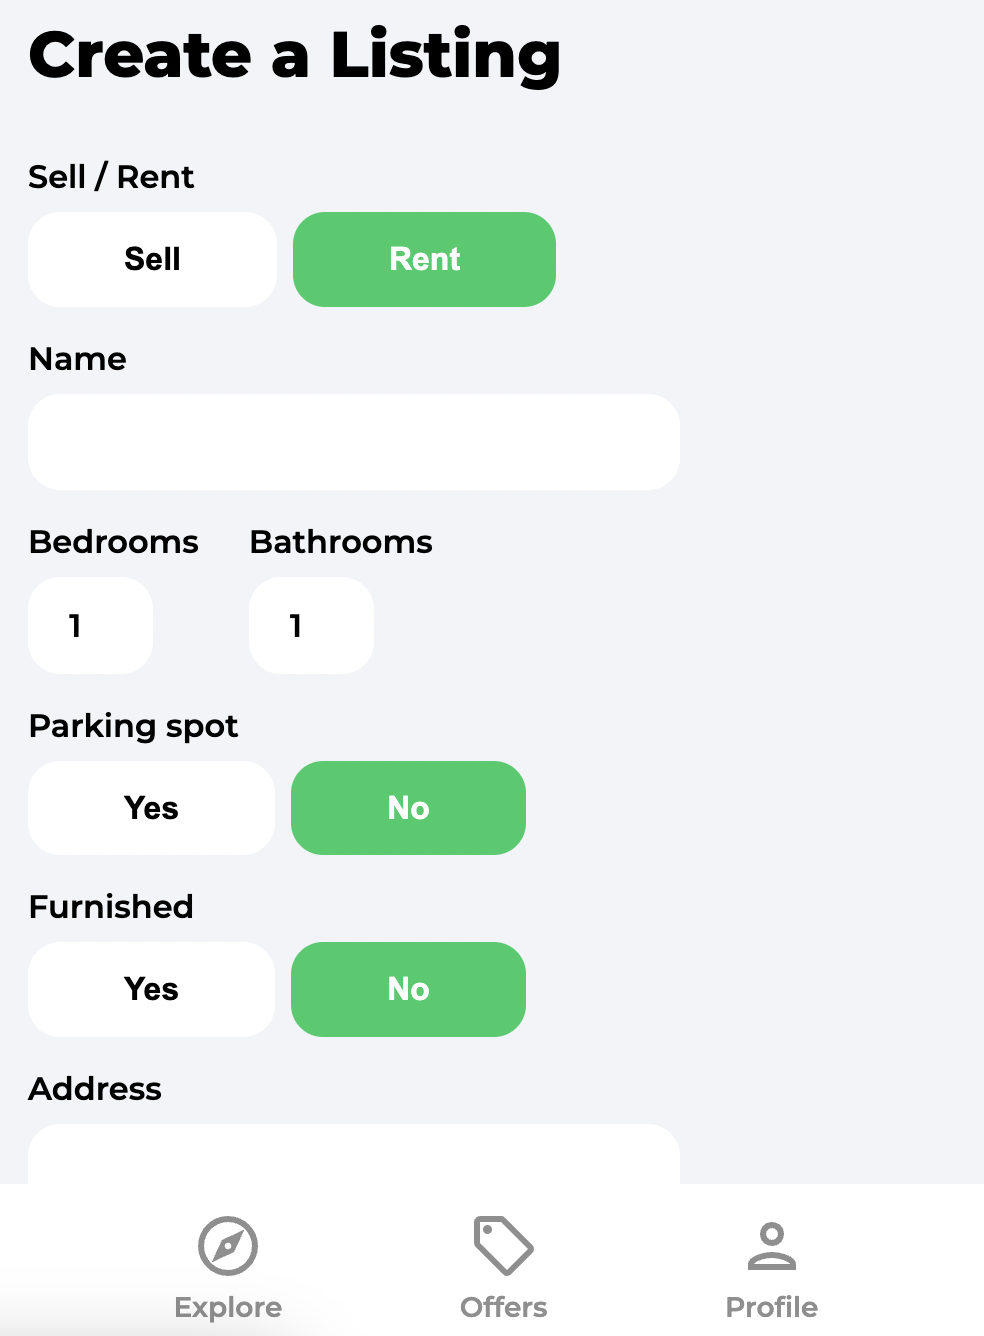 Create a Listing
Sell / Rent
Sell Rent
Name
Bedrooms Bathrooms
1 1
Parking spot
Yes No
Furnished
Yes No
Address
Explore Offers Profile